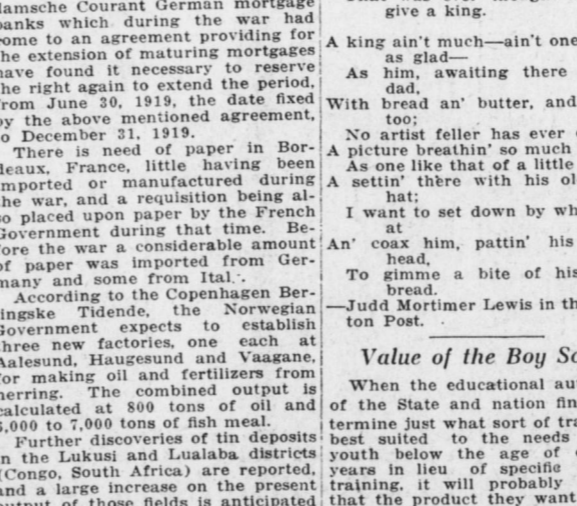 damsche Courant German mortgage
banks which during the war had
come to an agreement providing for
the extension of maturing mortgages
have found it necessary to reserve
the right again to extend the period,
from June 30, 1919, the date fixed
by the above mentioned agreement,
to December 31, 1919.
There is need of paper in Bor-
deaux, France, little having been
imported or manufactured during
the war, and a requisition being al-
so placed upon paper by the French
Government during that time. Be-
fore the war a considerable amount
of paper was imported from Ger-
many and some from Ital.
According to the Copenhagen Ber-
lingske Tidende, the Norwegian
Government expects to establish
three new factories, one each at
Aalesund, Haugesund and Vaagane,
for making oil and fertilizers from
herring. The combined output is
calculated at 800 tons of oil and
,000 to 7,000 tons of fish meal.
Further discoveries of tin deposits
in the Lukusi and Lualaba districts
(Congo, South Africa) are reported,
and a large increase on the present
output of those fields is anticipated
give a king.
A king ain't much—ain't one
as glad—
As him, awaiting there
dad,
With bread an' butter, and
too;
No artist feller has ever
A picture breathin' so much
As one like that of a little
A settin' there with his ol
hat;
I want to set down by wh
at
An' coax him, pattin' his
head,
To gimme a bite of his
bread.
—Judd Mortimer Lewis in th
ton Post.
Value of the Boy Sc
When the educational au
of the State and nation fin
termine just what sort of tra
best suited to the needs
youth below the age of
years in lieu of specific
training, it will probably
that the product they want